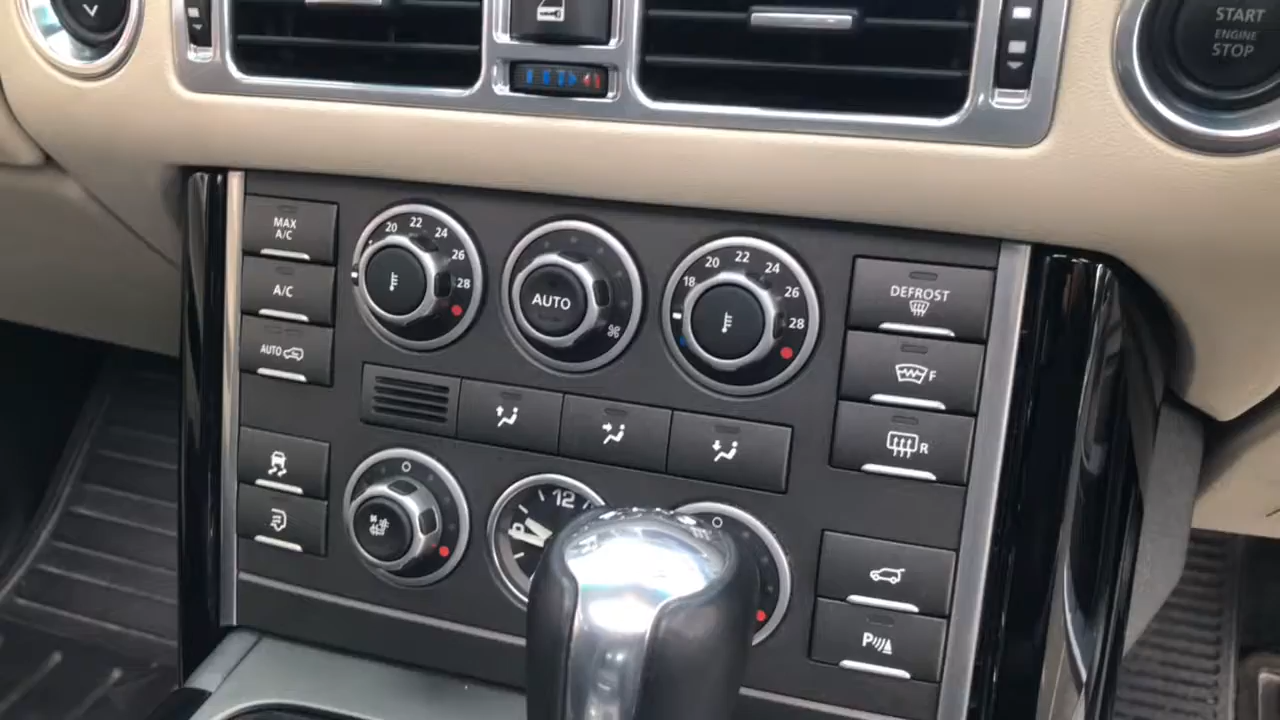 START
ENGINE
STOP
MAX
A/C
20 22 24 26 28
AUTO
18 20 22 24 26 28
DEFROST
A/C
AUTO
F
R
12
9
P